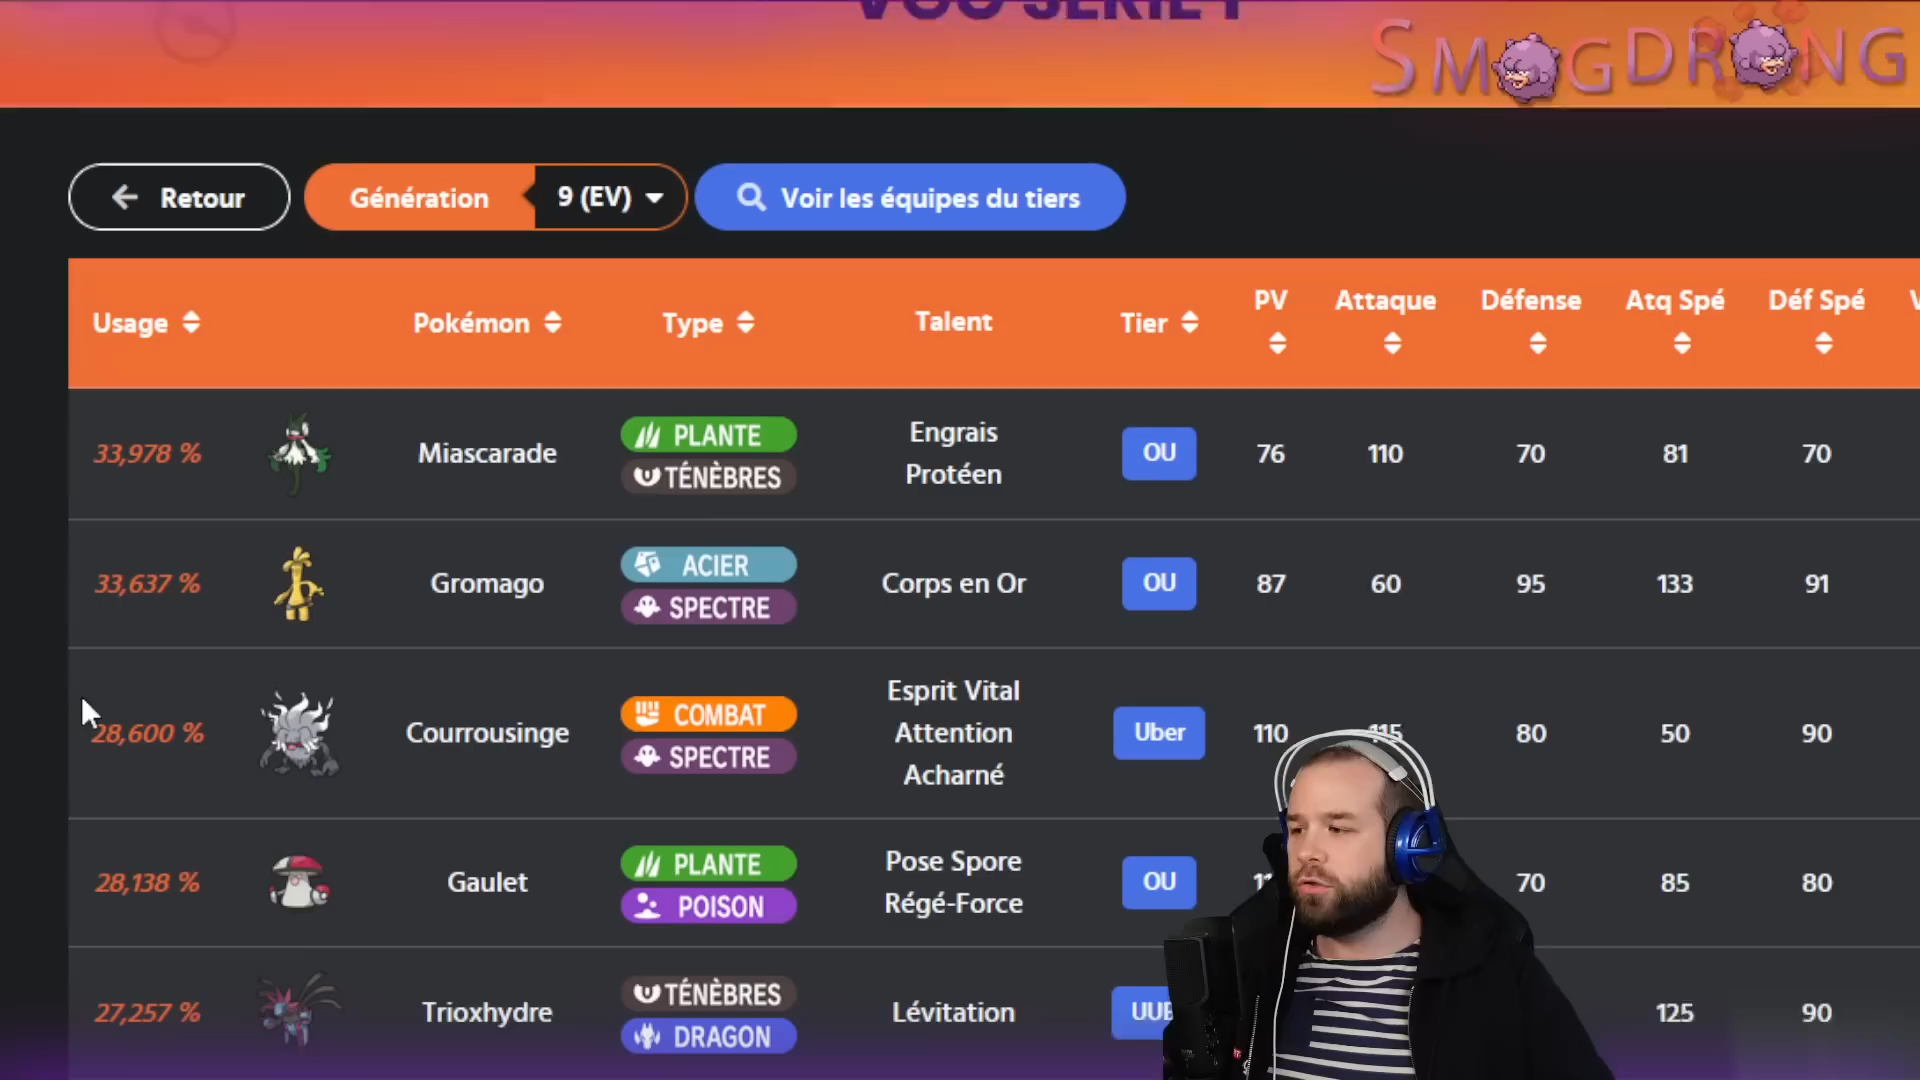 SMOGDRONG
Retour
Génération
9 (EV)
Voir les équipes du tiers
Usage
Pokémon
Type
Talent
Tier
PV
Attaque
Défense
Atq Spé
Déf Spé
33,978 %
Miascarade
PLANTE
TÉNÈBRES
Engrais
Protéen
OU
76
110
70
81
70
33,637 %
Gromago
ACIER
SPECTRE
Corps en Or
OU
87
60
95
133
91
28,600 %
Courrousinge
COMBAT
SPECTRE
Esprit Vital
Attention
Acharné
Uber
110
115
80
50
90
28,138 %
Gaulet
PLANTE
POISON
Pose Spore
Régé-Force
OU
70
85
80
27,257 %
Trioxhydre
TÉNÈBRES
DRAGON
Lévitation
125
90